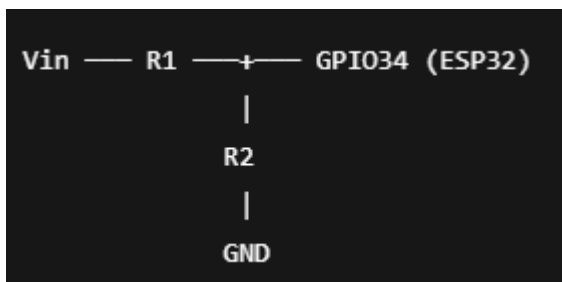 Vin ── R1 ──+── GPIO34 (ESP32)
|
R2
|
GND